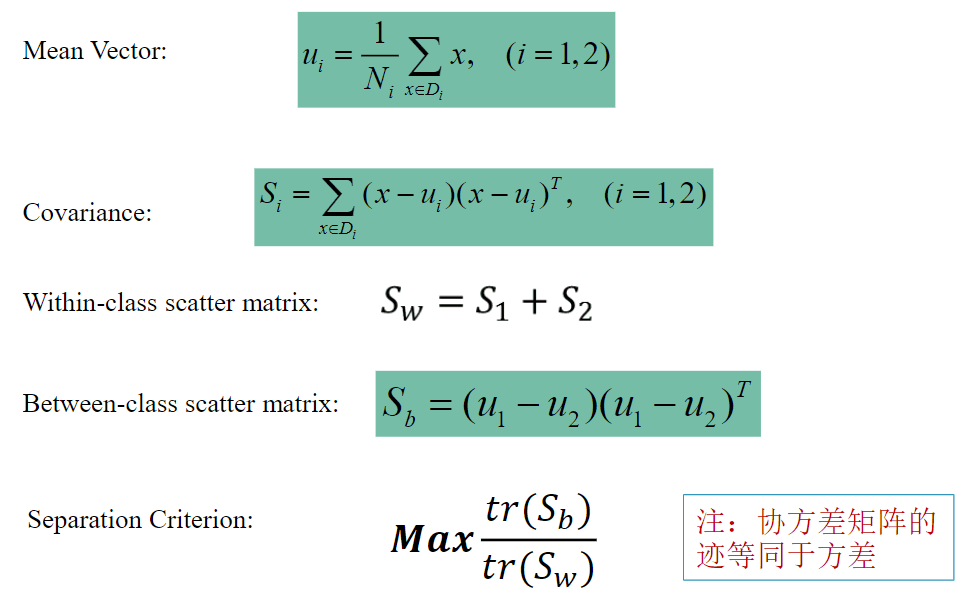 Mean Vector: $u_i = \frac{1}{N_i} \sum_{x \in D_i} x, \quad (i = 1, 2)$
Covariance: $S_i = \sum_{x \in D_i} (x - u_i)(x - u_i)^T, \quad (i = 1, 2)$
Within-class scatter matrix: $S_w = S_1 + S_2$
Between-class scatter matrix: $S_b = (u_1 - u_2)(u_1 - u_2)^T$
Separation Criterion: $\boldsymbol{Max} \frac{tr(S_b)}{tr(S_w)}$
注：协方差矩阵的
迹等同于方差